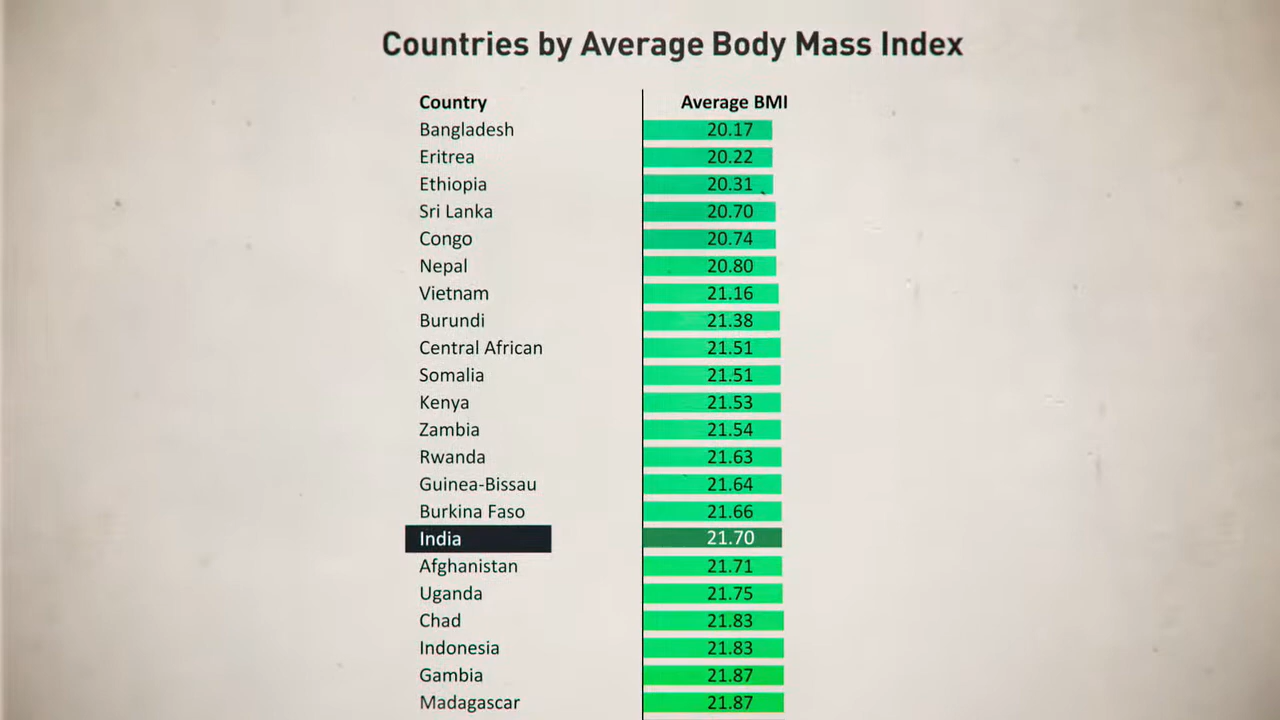 Countries by Average Body Mass Index
Country Average BMI
Bangladesh 20.17
Eritrea 20.22
Ethiopia 20.31
Sri Lanka 20.70
Congo 20.74
Nepal 20.80
Vietnam 21.16
Burundi 21.38
Central African 21.51
Somalia 21.51
Kenya 21.53
Zambia 21.54
Rwanda 21.63
Guinea-Bissau 21.64
Burkina Faso 21.66
India 21.70
Afghanistan 21.71
Uganda 21.75
Chad 21.83
Indonesia 21.83
Gambia 21.87
Madagascar 21.87